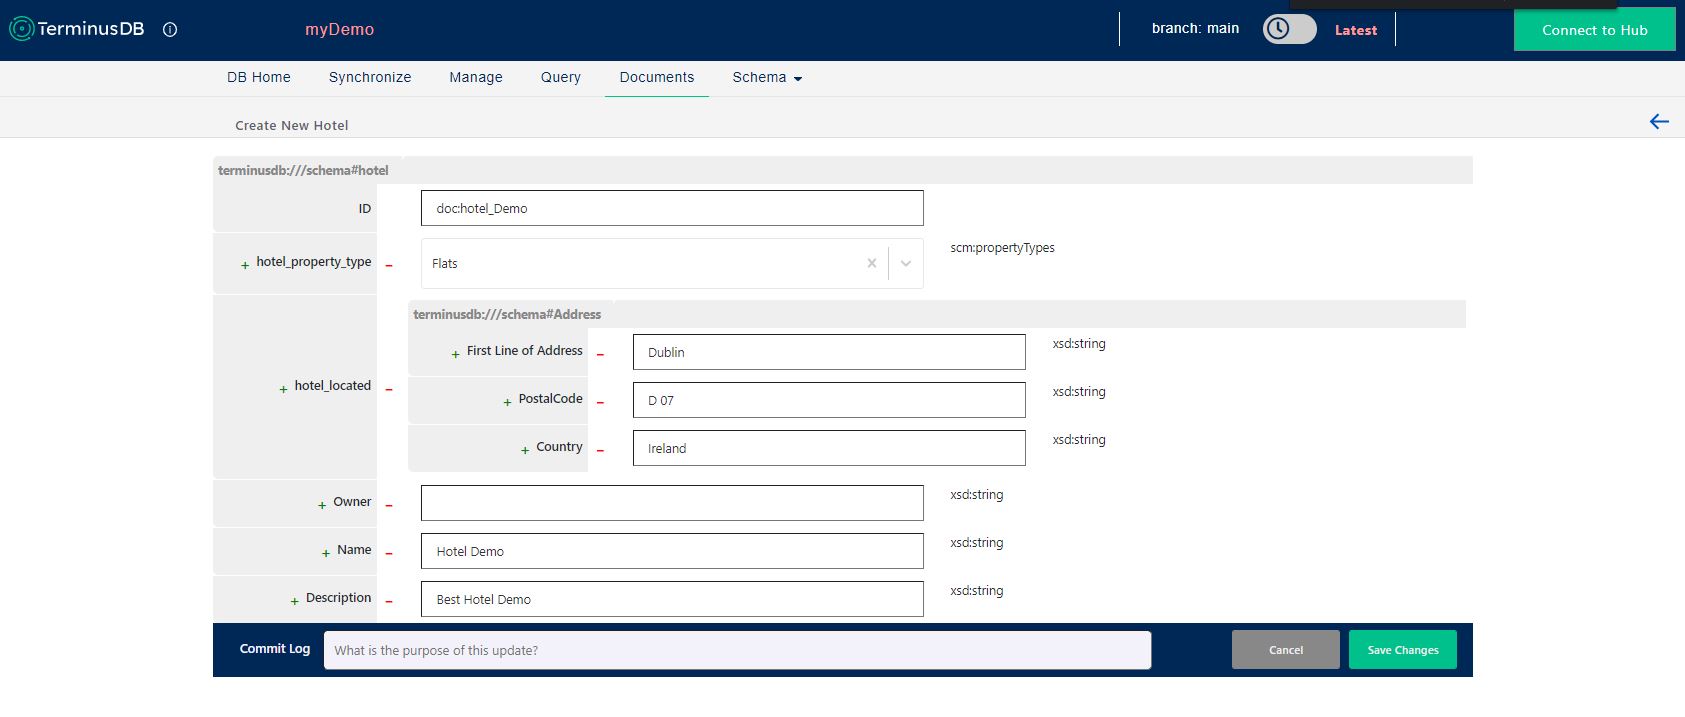 TerminusDB
myDemo
branch: main
Latest
Connect to Hub
DB Home Synchronize Manage Query Documents Schema
Create New Hotel
terminusdb:///schema#hotel
ID doc:hotel_Demo
+ hotel_property_type - Flats scm:propertyTypes
terminusdb:///schema#Address
+ First Line of Address - Dublin xsd:string
+ hotel_located -
+ PostalCode - D 07 xsd:string
+ Country - Ireland xsd:string
+ Owner - xsd:string
+ Name - Hotel Demo xsd:string
+ Description - Best Hotel Demo xsd:string
Commit Log What is the purpose of this update? Cancel Save Changes